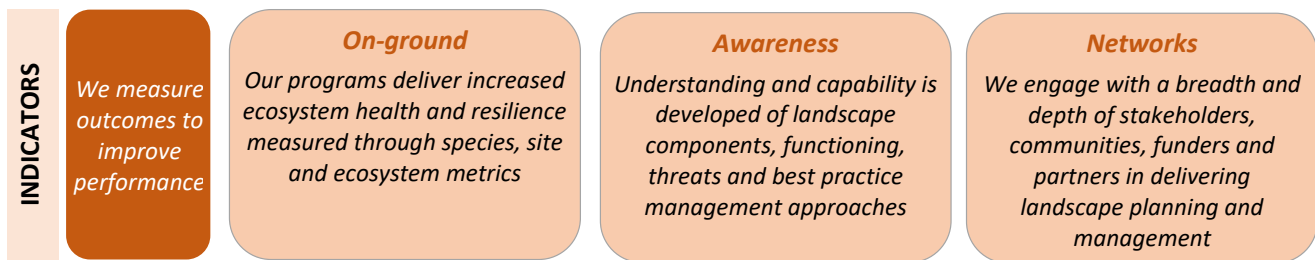 INDICATORS
We measure
outcomes to
improve
performance
On-ground
Our programs deliver increased
ecosystem health and resilience
measured through species, site
and ecosystem metrics
Awareness
Understanding and capability is
developed of landscape
components, functioning,
threats and best practice
management approaches
Networks
We engage with a breadth and
depth of stakeholders,
communities, funders and
partners in delivering
landscape planning and
management